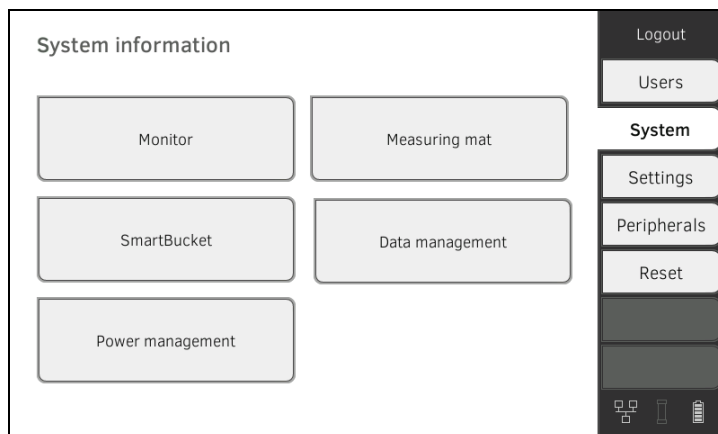 System information
Monitor
Measuring mat
SmartBucket
Data management
Power management
Logout
Users
System
Settings
Peripherals
Reset